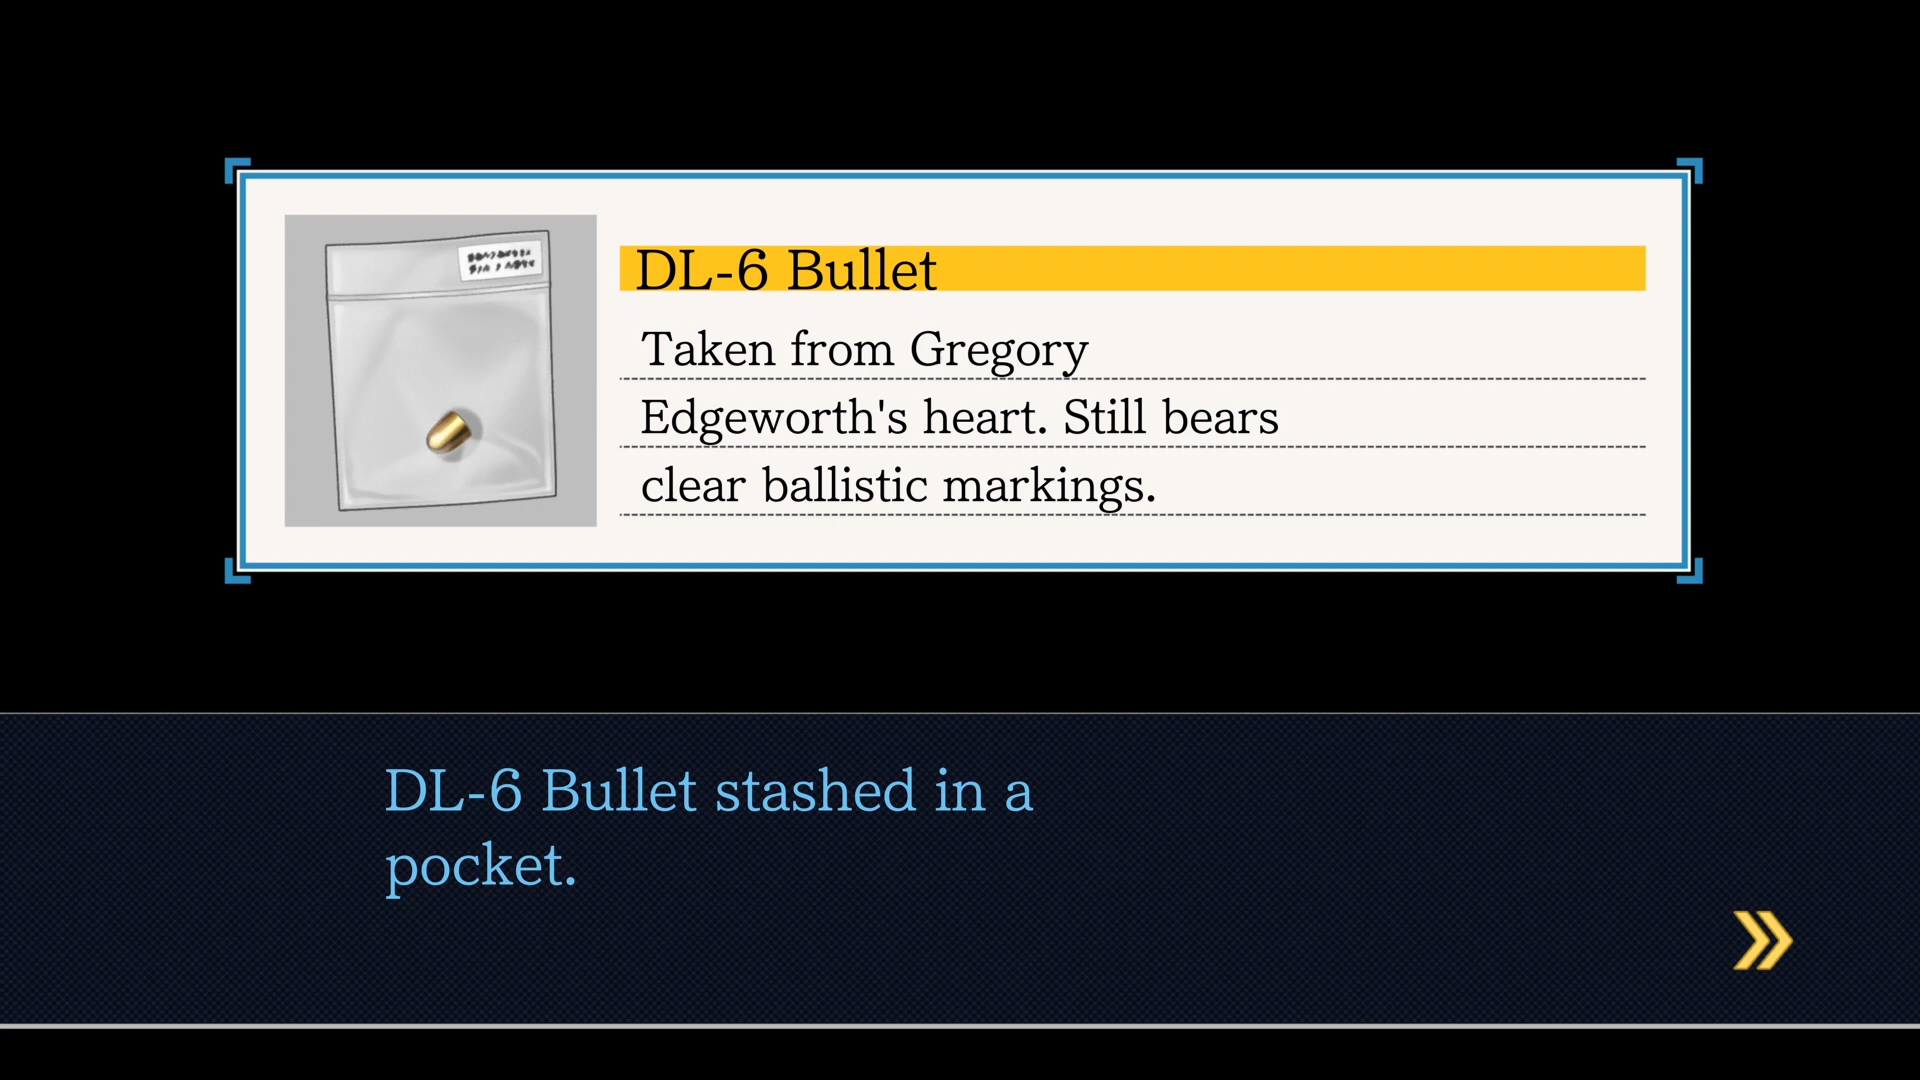 DL-6 Bullet
Taken from Gregory
Edgeworth's heart. Still bears
clear ballistic markings.
DL-6 Bullet stashed in a
pocket.